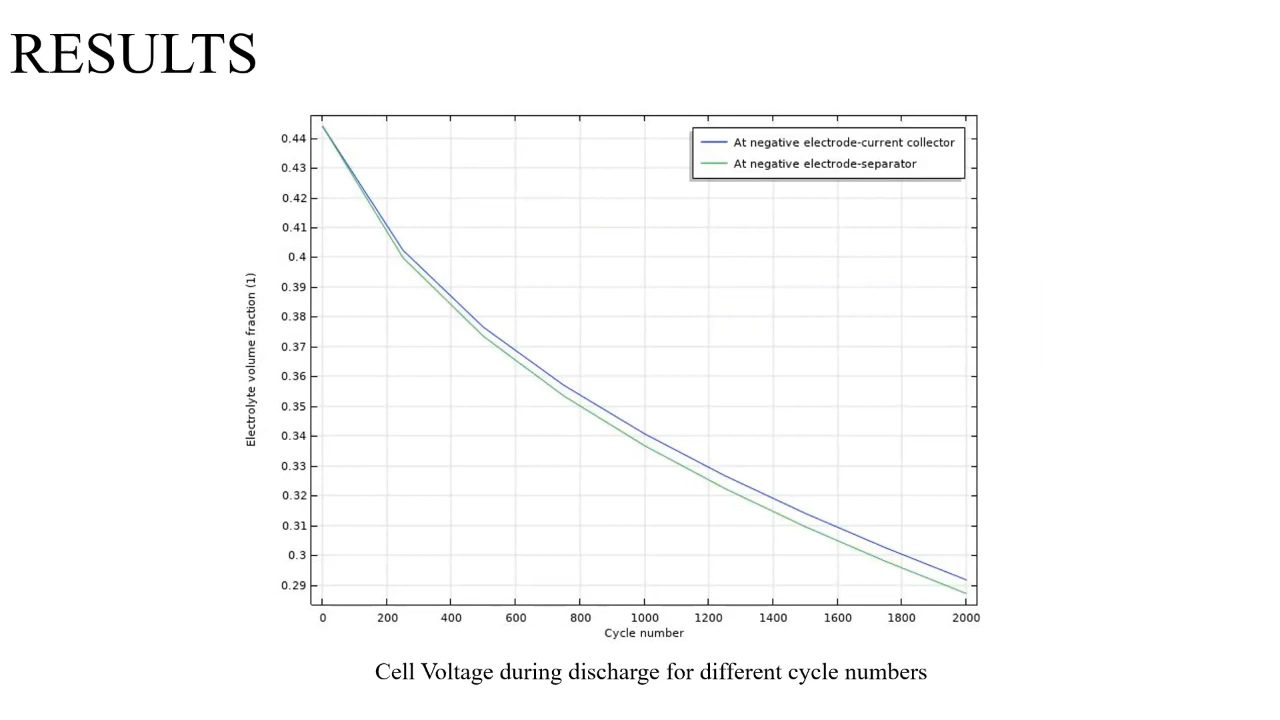 RESULTS
At negative electrode-current collector
At negative electrode-separator
Electrolyte volume fraction (1)
0.44
0.43
0.42
0.41
0.4
0.39
0.38
0.37
0.36
0.35
0.34
0.33
0.32
0.31
0.3
0.29
0 200 400 600 800 1000 1200 1400 1600 1800 2000
Cycle number
Cell Voltage during discharge for different cycle numbers